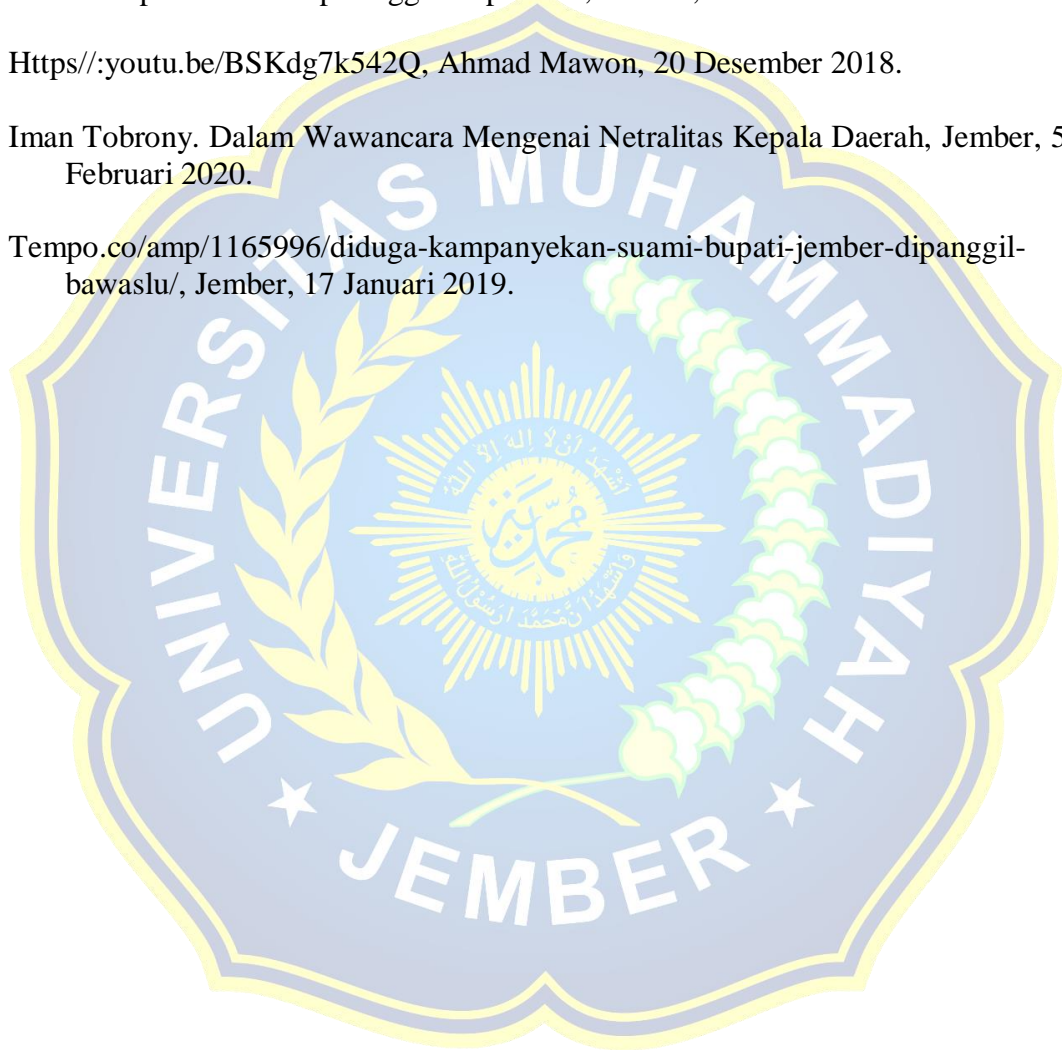 Https//:youtu.be/BSKdg7k542Q, Ahmad Mawon, 20 Desember 2018.
Iman Tobrony. Dalam Wawancara Mengenai Netralitas Kepala Daerah, Jember, 5
Februari 2020.
Tempo.co/amp/1165996/diduga-kampanyekan-suami-bupati-jember-dipanggil-
bawaslu/, Jember, 17 Januari 2019.
UNIVERSITAS MUHAMMADIYAH
JEMBER